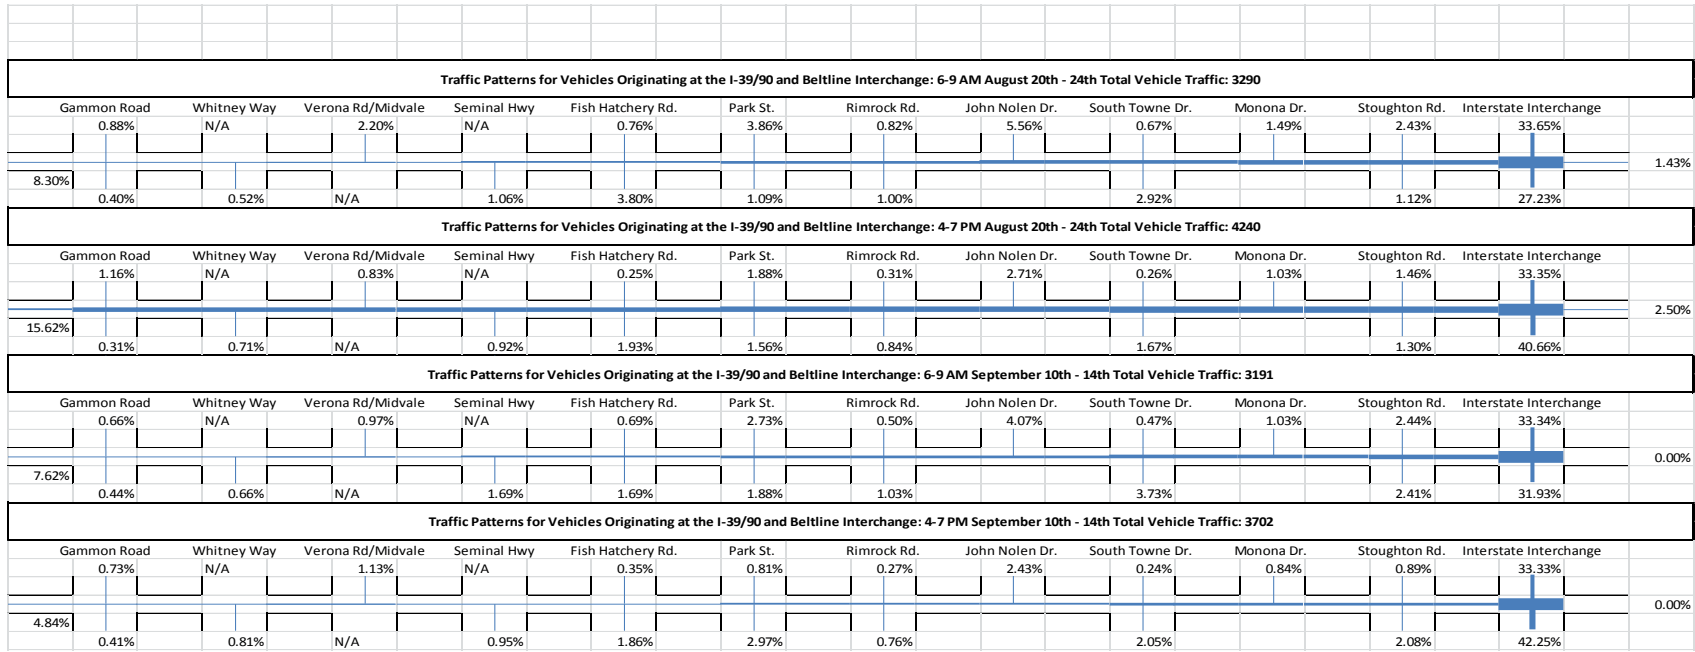 Traffic Patterns for Vehicles Originating at the I-39/90 and Beltline Interchange: 6-9 AM August 20th - 24th Total Vehicle Traffic: 3290
Gammon Road Whitney Way Verona Rd/Midvale Seminal Hwy Fish Hatchery Rd. Park St. Rimrock Rd. John Nolen Dr. South Towne Dr. Monona Dr. Stoughton Rd. Interstate Interchange
0.88% N/A 2.20% N/A 0.76% 3.86% 0.82% 5.56% 0.67% 1.49% 2.43% 33.65%
1.43%
8.30%
0.40% 0.52% N/A 1.06% 3.80% 1.09% 1.00% 2.92% 1.12% 27.23%
Traffic Patterns for Vehicles Originating at the I-39/90 and Beltline Interchange: 4-7 PM August 20th - 24th Total Vehicle Traffic: 4240
Gammon Road Whitney Way Verona Rd/Midvale Seminal Hwy Fish Hatchery Rd. Park St. Rimrock Rd. John Nolen Dr. South Towne Dr. Monona Dr. Stoughton Rd. Interstate Interchange
1.16% N/A 0.83% N/A 0.25% 1.88% 0.31% 2.71% 0.26% 1.03% 1.46% 33.35%
2.50%
15.62%
0.31% 0.71% N/A 0.92% 1.93% 1.56% 0.84% 1.67% 1.30% 40.66%
Traffic Patterns for Vehicles Originating at the I-39/90 and Beltline Interchange: 6-9 AM September 10th - 14th Total Vehicle Traffic: 3191
Gammon Road Whitney Way Verona Rd/Midvale Seminal Hwy Fish Hatchery Rd. Park St. Rimrock Rd. John Nolen Dr. South Towne Dr. Monona Dr. Stoughton Rd. Interstate Interchange
0.66% N/A 0.97% N/A 0.69% 2.73% 0.50% 4.07% 0.47% 1.03% 2.44% 33.34%
0.00%
7.62%
0.44% 0.66% N/A 1.69% 1.69% 1.88% 1.03% 3.73% 2.41% 31.93%
Traffic Patterns for Vehicles Originating at the I-39/90 and Beltline Interchange: 4-7 PM September 10th - 14th Total Vehicle Traffic: 3702
Gammon Road Whitney Way Verona Rd/Midvale Seminal Hwy Fish Hatchery Rd. Park St. Rimrock Rd. John Nolen Dr. South Towne Dr. Monona Dr. Stoughton Rd. Interstate Interchange
0.73% N/A 1.13% N/A 0.35% 0.81% 0.27% 2.43% 0.24% 0.84% 0.89% 33.33%
0.00%
4.84%
0.41% 0.81% N/A 0.95% 1.86% 2.97% 0.76% 2.05% 2.08% 42.25%